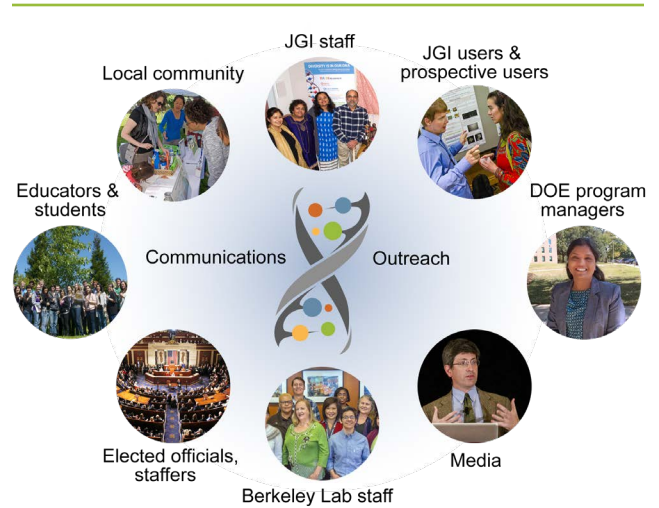 JGI staff
JGI users &
prospective users
Local community
Educators &
students
DOE program
managers
Communications
Outreach
Elected officials,
staffers
Media
Berkeley Lab staff